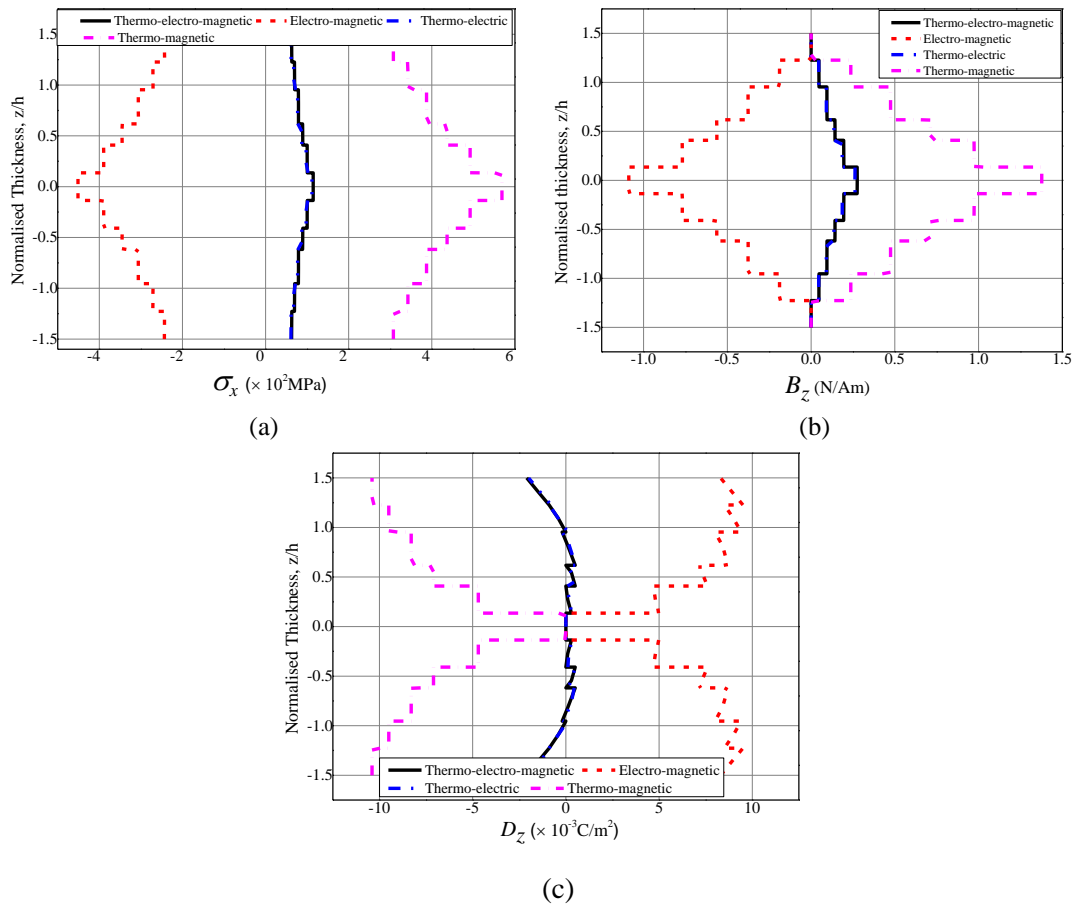 Thermo-electro-magnetic Electro-magnetic Thermo-electric
Thermo-magnetic
1.5
1.0
0.5
0.0
-0.5
-1.0
-1.5
Normalised Thickness, z/h
-4 -2 0 2 4 6
σx (× 10²MPa)
(a)
Thermo-electro-magnetic
Electro-magnetic
Thermo-electric
Thermo-magnetic
1.5
1.0
0.5
0.0
-0.5
-1.0
-1.5
Normalised thickness, z/h
-1.0 -0.5 0.0 0.5 1.0 1.5
Bz (N/Am)
(b)
1.5
1.0
0.5
0.0
-0.5
-1.0
-1.5
Normalised Thickness, z/h
Thermo-electro-magnetic Electro-magnetic
Thermo-electric Thermo-magnetic
-10 -5 0 5 10
Dz (× 10⁻³C/m²)
(c)